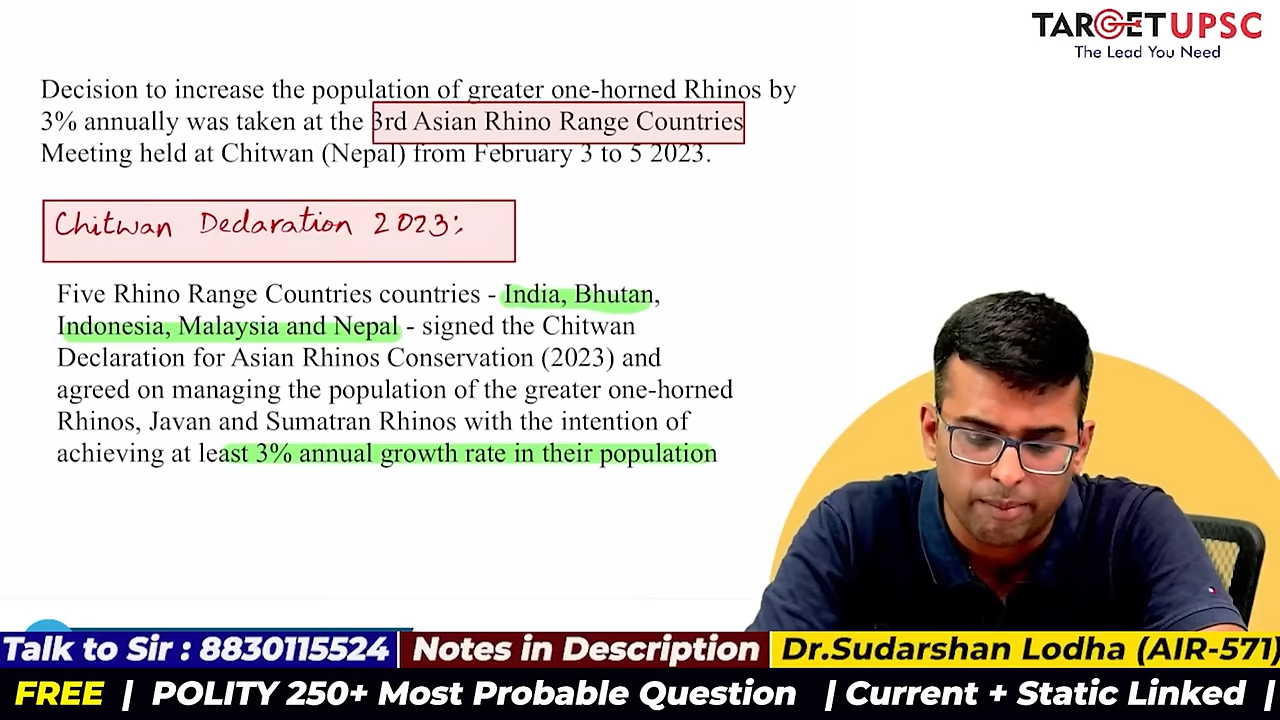 TARGETUPSC
The Lead You Need
Decision to increase the population of greater one-horned Rhinos by
3% annually was taken at the 3rd Asian Rhino Range Countries
Meeting held at Chitwan (Nepal) from February 3 to 5 2023.
Chitwan Declaration 2023:
Five Rhino Range Countries countries - India, Bhutan,
Indonesia, Malaysia and Nepal - signed the Chitwan
Declaration for Asian Rhinos Conservation (2023) and
agreed on managing the population of the greater one-horned
Rhinos, Javan and Sumatran Rhinos with the intention of
achieving at least 3% annual growth rate in their population
Talk to Sir : 8830115524 Notes in Description Dr.Sudarshan Lodha (AIR-571)
FREE | POLITY 250+ Most Probable Question | Current + Static Linked |